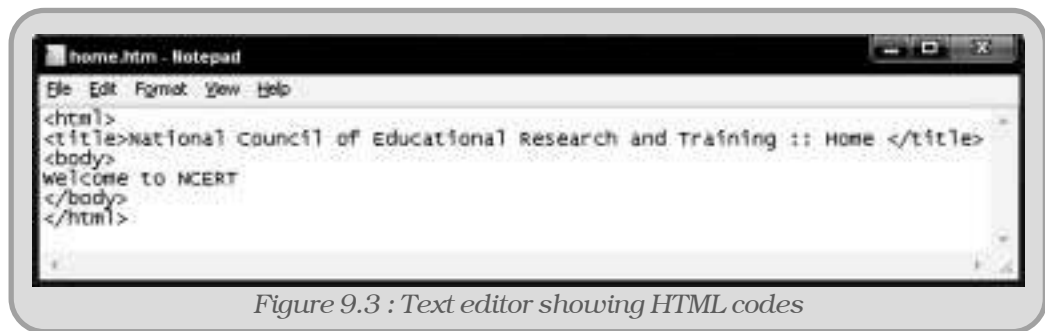 home.htm - Notepad
File Edit Format View Help
<html>
<title>National Council of Educational Research and Training :: Home </title>
<body>
Welcome to NCERT
</body>
</html>
Figure 9.3 : Text editor showing HTML codes